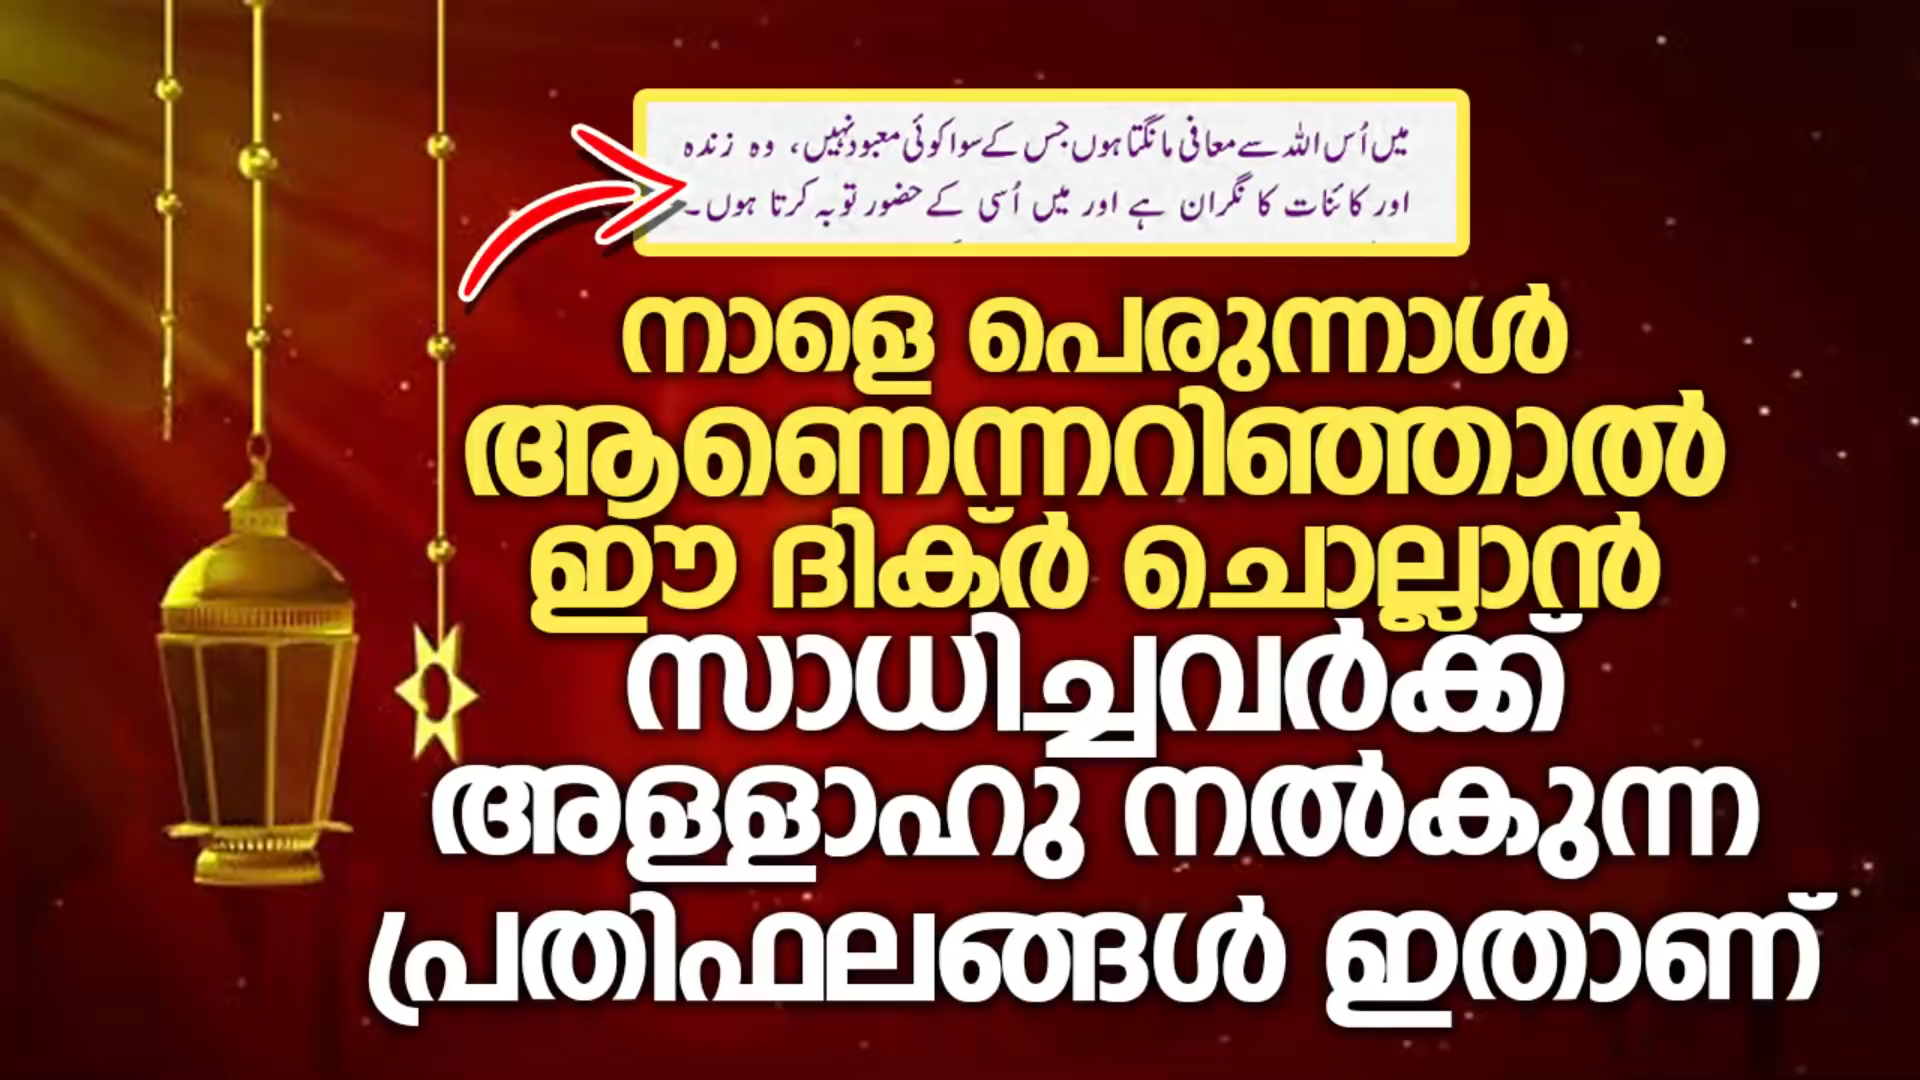 میں اُس اللہ سے معافی مانگتا ہوں جس کے سوا کوئی معبود نہیں، وہ زندہ
اور کائنات کا نگران ہے اور میں اُسی کے حضور توبہ کرتا ہوں۔
നാളെ പെരുന്നാൾ
ആണെന്നറിഞ്ഞാൽ
ഈ ദിക്ർ ചൊല്ലാൻ
സാധിച്ചവർക്ക്
അള്ളാഹു നൽകുന്ന
പ്രതിഫലങ്ങൾ ഇതാണ്